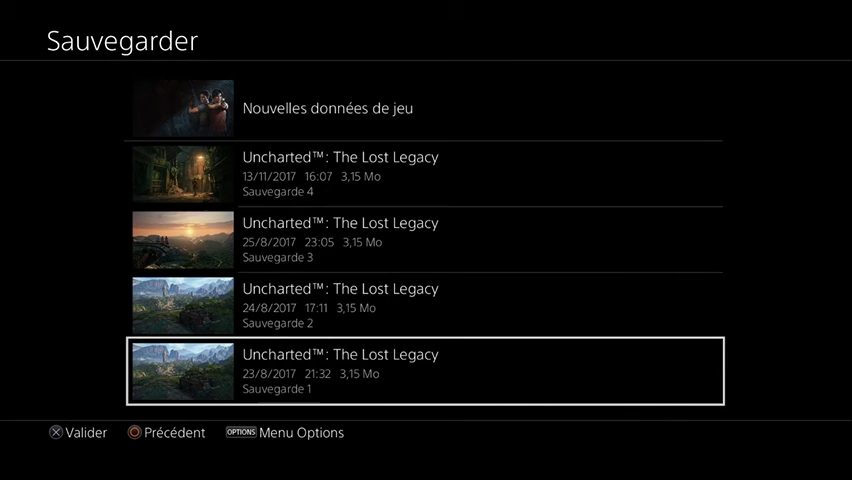 Sauvegarder
Nouvelles données de jeu
Uncharted™: The Lost Legacy
13/11/2017 16:07 3,15 Mo
Sauvegarde 4
Uncharted™: The Lost Legacy
25/8/2017 23:05 3,15 Mo
Sauvegarde 3
Uncharted™: The Lost Legacy
24/8/2017 17:11 3,15 Mo
Sauvegarde 2
Uncharted™: The Lost Legacy
23/8/2017 21:32 3,15 Mo
Sauvegarde 1
Valider Précédent OPTIONS Menu Options